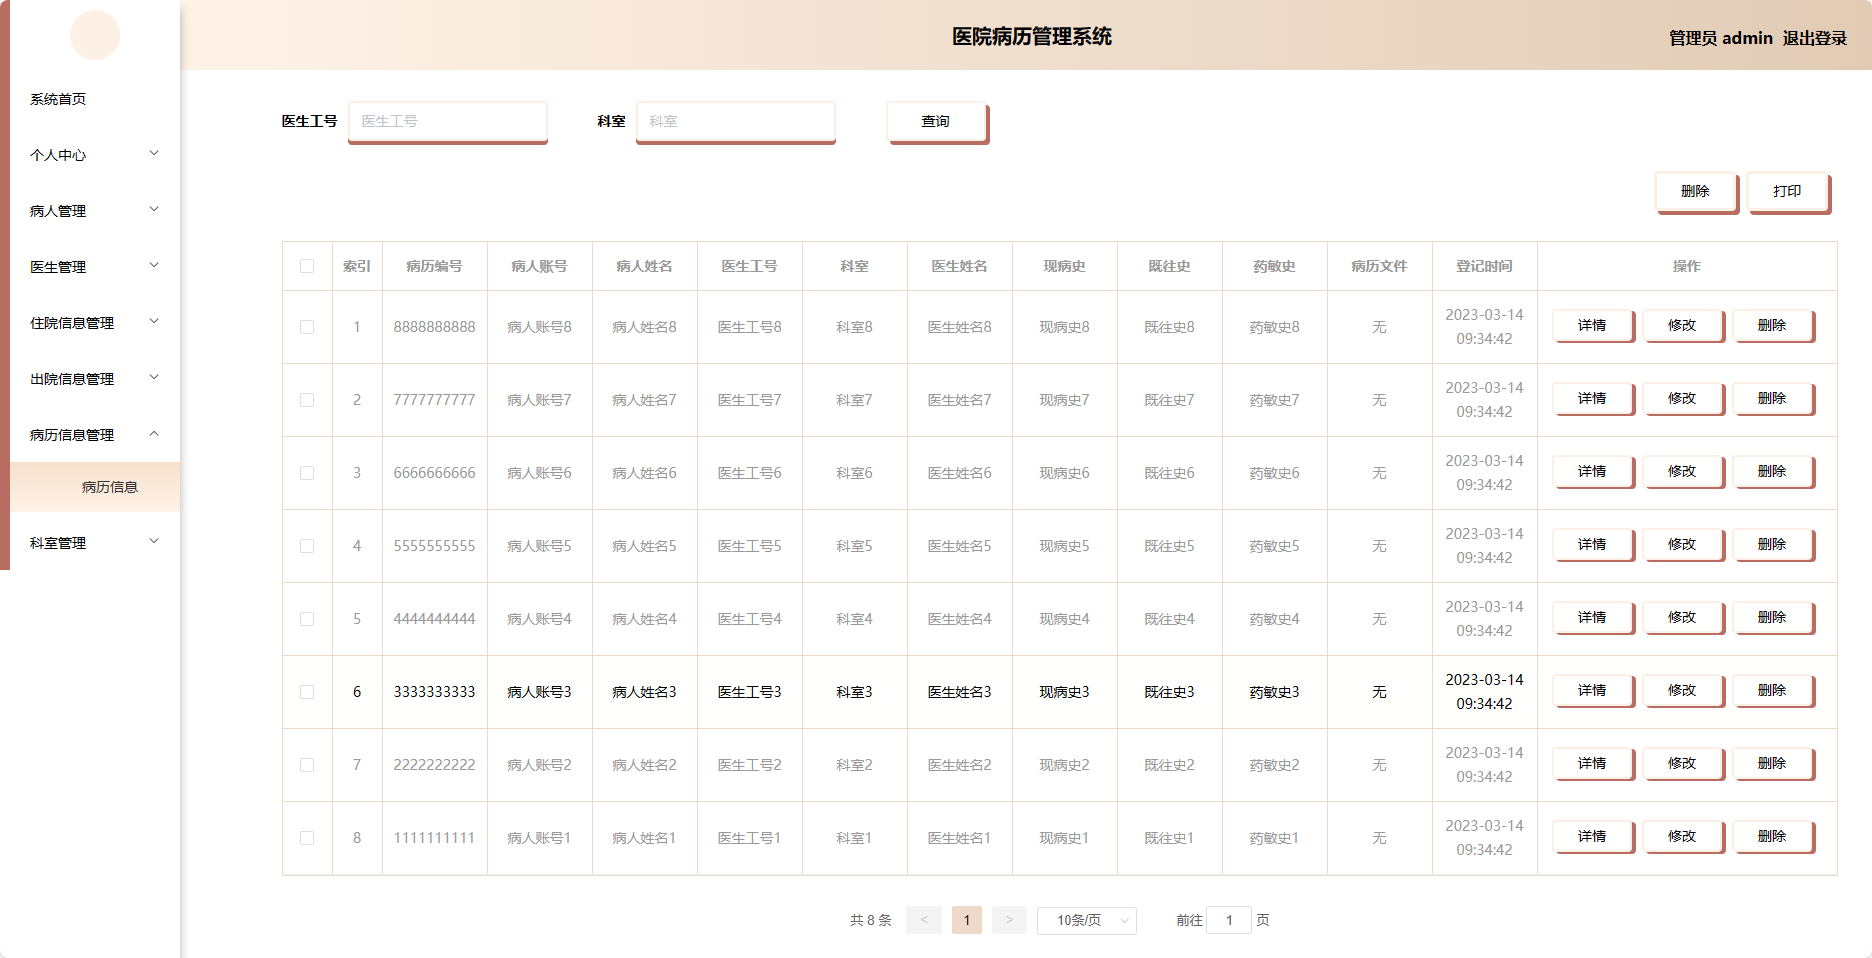 医院病历管理系统
管理员 admin 退出登录
系统首页
个人中心
病人管理
医生管理
住院信息管理
出院信息管理
病历信息管理
病历信息
科室管理
医生工号 医生工号 科室 科室 查询
删除 打印
索引 病历编号 病人账号 病人姓名 医生工号 科室 医生姓名 现病史 既往史 药敏史 病历文件 登记时间 操作
1 8888888888 病人账号8 病人姓名8 医生工号8 科室8 医生姓名8 现病史8 既往史8 药敏史8 无 2023-03-14 09:34:42 详情 修改 删除
2 7777777777 病人账号7 病人姓名7 医生工号7 科室7 医生姓名7 现病史7 既往史7 药敏史7 无 2023-03-14 09:34:42 详情 修改 删除
3 6666666666 病人账号6 病人姓名6 医生工号6 科室6 医生姓名6 现病史6 既往史6 药敏史6 无 2023-03-14 09:34:42 详情 修改 删除
4 5555555555 病人账号5 病人姓名5 医生工号5 科室5 医生姓名5 现病史5 既往史5 药敏史5 无 2023-03-14 09:34:42 详情 修改 删除
5 4444444444 病人账号4 病人姓名4 医生工号4 科室4 医生姓名4 现病史4 既往史4 药敏史4 无 2023-03-14 09:34:42 详情 修改 删除
6 3333333333 病人账号3 病人姓名3 医生工号3 科室3 医生姓名3 现病史3 既往史3 药敏史3 无 2023-03-14 09:34:42 详情 修改 删除
7 2222222222 病人账号2 病人姓名2 医生工号2 科室2 医生姓名2 现病史2 既往史2 药敏史2 无 2023-03-14 09:34:42 详情 修改 删除
8 1111111111 病人账号1 病人姓名1 医生工号1 科室1 医生姓名1 现病史1 既往史1 药敏史1 无 2023-03-14 09:34:42 详情 修改 删除
共 8 条 < 1 > 10条/页 前往 1 页